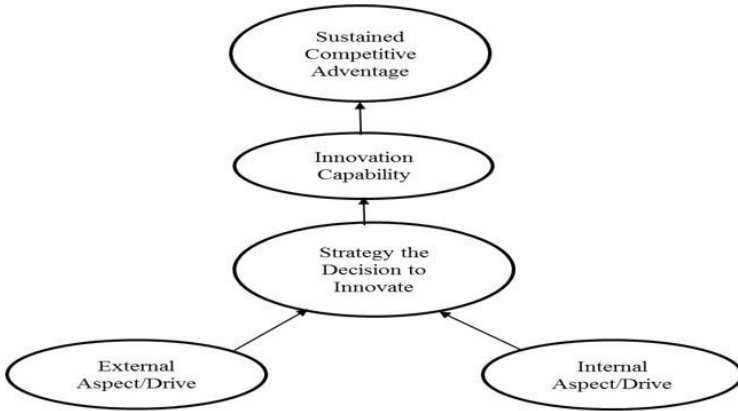 Sustained
Competitive
Adventage
Innovation
Capability
Strategy the
Decision to
Innovate
External
Aspect/Drive
Internal
Aspect/Drive